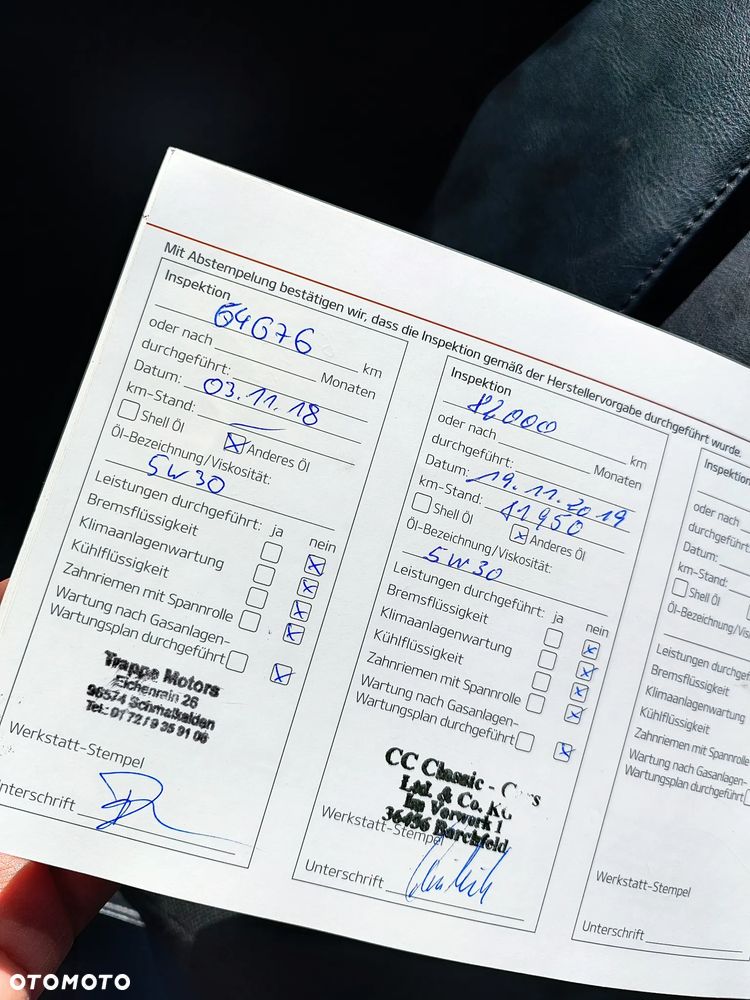 Mit Abstempelung bestätigen wir, dass die Inspektion gemäß der Herstellervorgabe durchgeführt wurde.
Inspektion
64676 km
oder nach Monaten
durchgeführt:
Datum: 03.11.18
km-Stand:
Shell Öl Anderes Öl
Öl-Bezeichnung/Viskosität:
5W30
Leistungen durchgeführt: ja nein
Bremsflüssigkeit
Klimaanlagenwartung
Kühlflüssigkeit
Zahnriemen mit Spannrolle
Wartung nach Gasanlagen-
Wartungsplan durchgeführt
Trappe Motors
Eichenrain 26
98574 Schmalkalden
Tel.: 01 72 / 9 35 91 06
Werkstatt-Stempel
Unterschrift
Inspektion
82000 km
oder nach Monaten
durchgeführt:
Datum: 19.11.2019
km-Stand: 81950
Shell Öl Anderes Öl
Öl-Bezeichnung/Viskosität:
5W30
Leistungen durchgeführt: ja nein
Bremsflüssigkeit
Klimaanlagenwartung
Kühlflüssigkeit
Zahnriemen mit Spannrolle
Wartung nach Gasanlagen-
Wartungsplan durchgeführt
CC Classic - Cars
Ltd. & Co. KG
Im Vorwerk 1
36456 Barchfeld
Werkstatt-Stempel
Unterschrift
Inspektion
oder nach
durchgeführt
Datum:
km-Stand:
Shell Öl
Öl-Bezeichnung/Vis
Leistungen durchgef
Bremsflüssigkeit
Klimaanlagenwartung
Kühlflüssigkeit
Zahnriemen mit Spannrolle
Wartung nach Gasanlagen-
Wartungsplan durchgeführt
Werkstatt-Stempel
Unterschrift
OTOMOTO